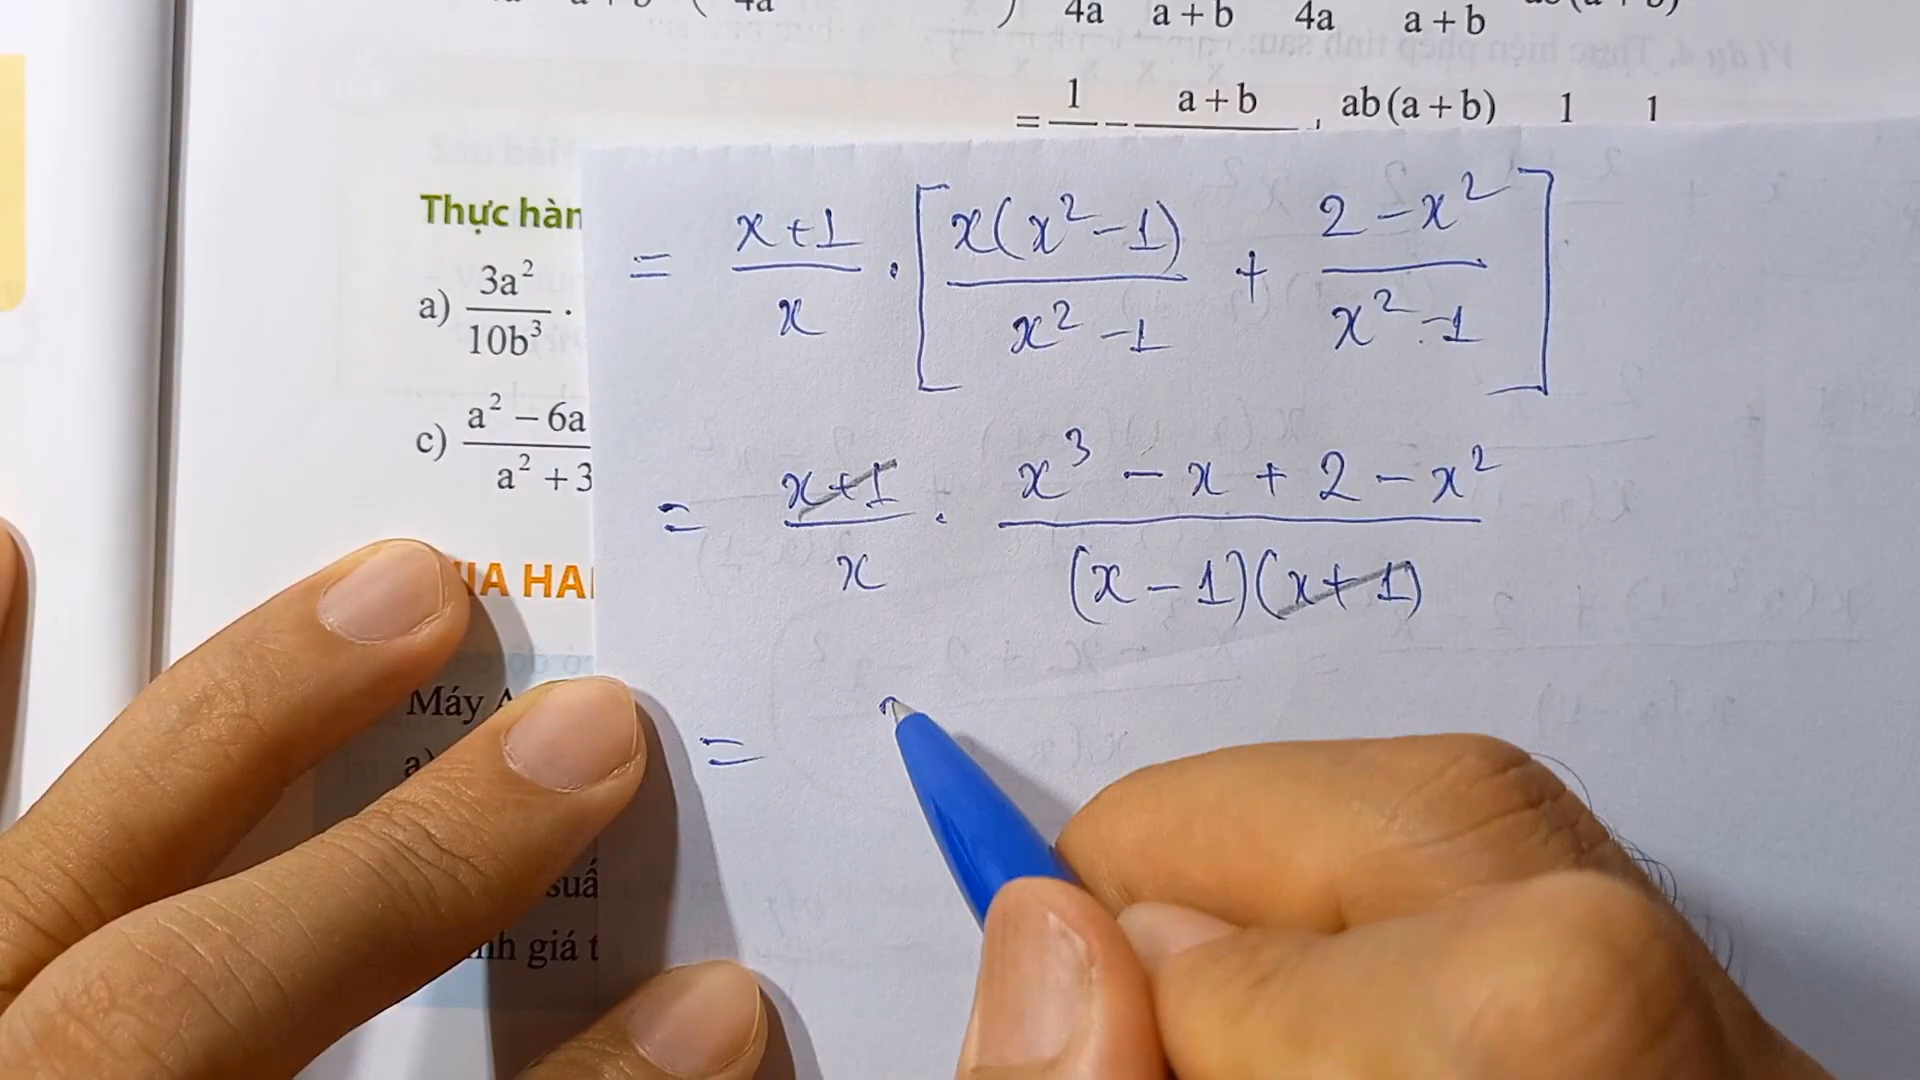 4a a + b 4a a + b
= 1/ − a + b/ ab(a + b) 1 1
Thực hàn
a) 3a²/10b³ ·
c) a² − 6a/a² + 3
IA HA
Máy
a)
suấ
nh giá t
= x+1/x · [x(x²−1)/x²−1 + 2−x²/x²−1]
= x+1/x · x³ − x + 2 − x²/(x−1)(x+1)
=